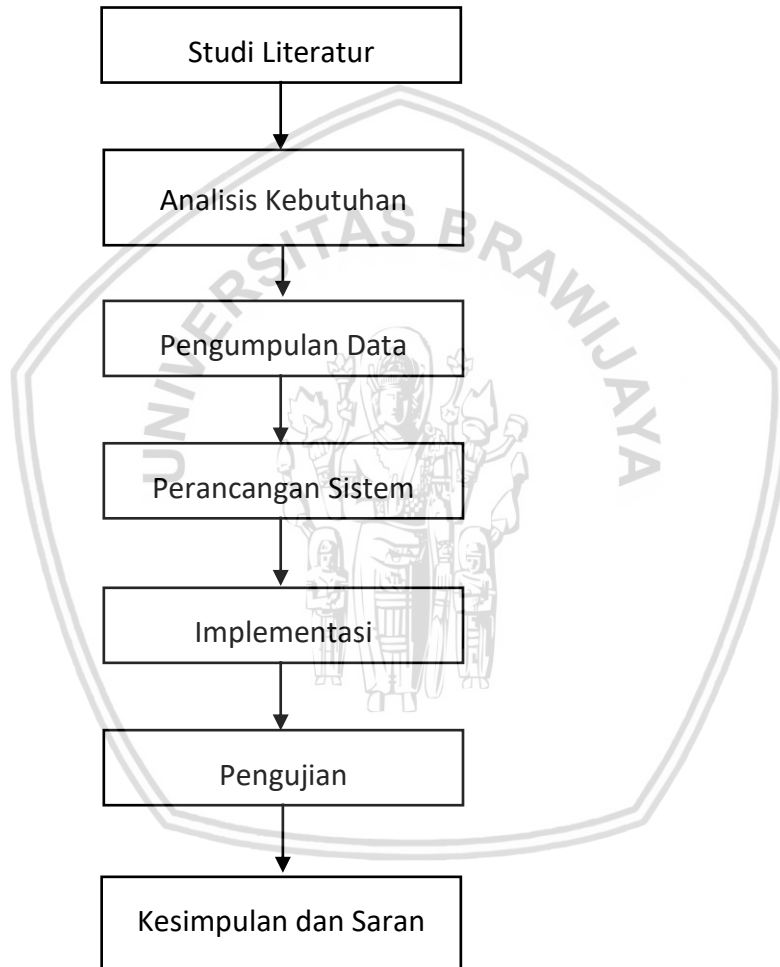 Studi Literatur
Analisis Kebutuhan
UNIVERSITAS BRAWIJAYA
Pengumpulan Data
Perancangan Sistem
Implementasi
Pengujian
Kesimpulan dan Saran